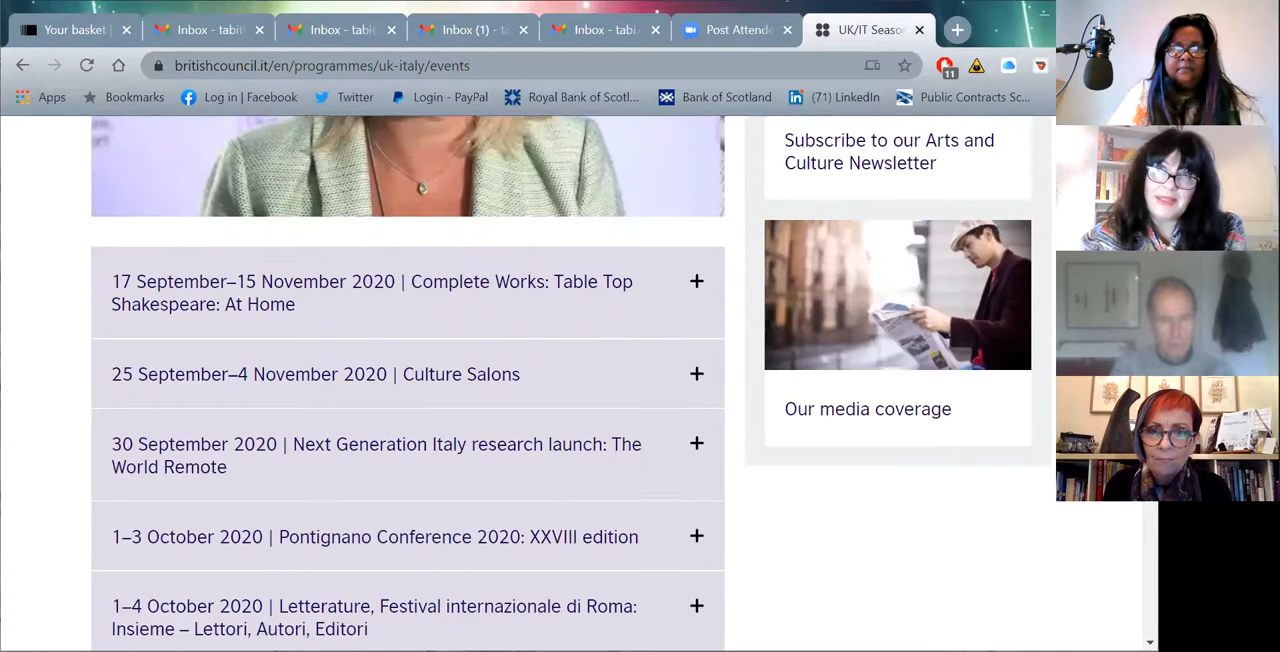 Your basket
Inbox - tabit
Inbox - tabi
Inbox (1) - t
Inbox - tabi.
Post Attende
UK/IT Seaso
britishcouncil.it/en/programmes/uk-italy/events
11
Apps
Bookmarks
Log in | Facebook
Twitter
Login - PayPal
Royal Bank of Scotl...
Bank of Scotland
(71) LinkedIn
Public Contracts Sc...
Subscribe to our Arts and
Culture Newsletter
17 September–15 November 2020 | Complete Works: Table Top
Shakespeare: At Home
25 September–4 November 2020 | Culture Salons
Our media coverage
30 September 2020 | Next Generation Italy research launch: The
World Remote
1–3 October 2020 | Pontignano Conference 2020: XXVIII edition
1–4 October 2020 | Letterature, Festival internazionale di Roma:
Insieme – Lettori, Autori, Editori